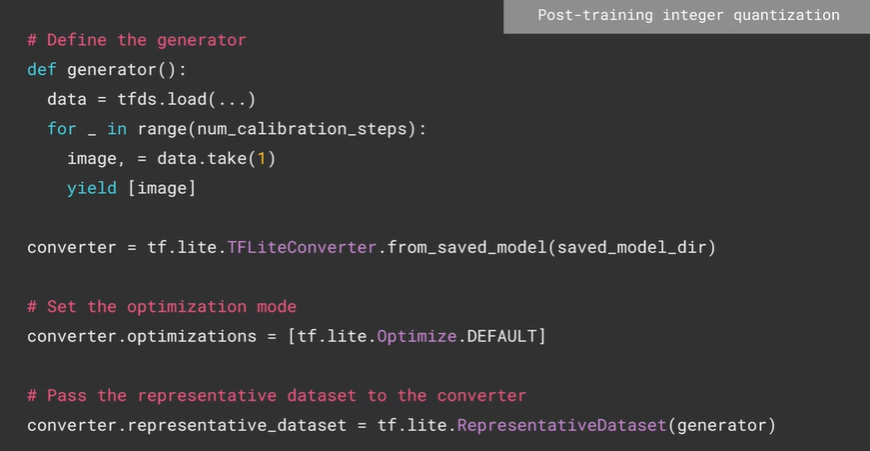 Post-training integer quantization
# Define the generator
def generator():
  data = tfds.load(...)
  for _ in range(num_calibration_steps):
    image, = data.take(1)
    yield [image]
converter = tf.lite.TFLiteConverter.from_saved_model(saved_model_dir)
# Set the optimization mode
converter.optimizations = [tf.lite.Optimize.DEFAULT]
# Pass the representative dataset to the converter
converter.representative_dataset = tf.lite.RepresentativeDataset(generator)